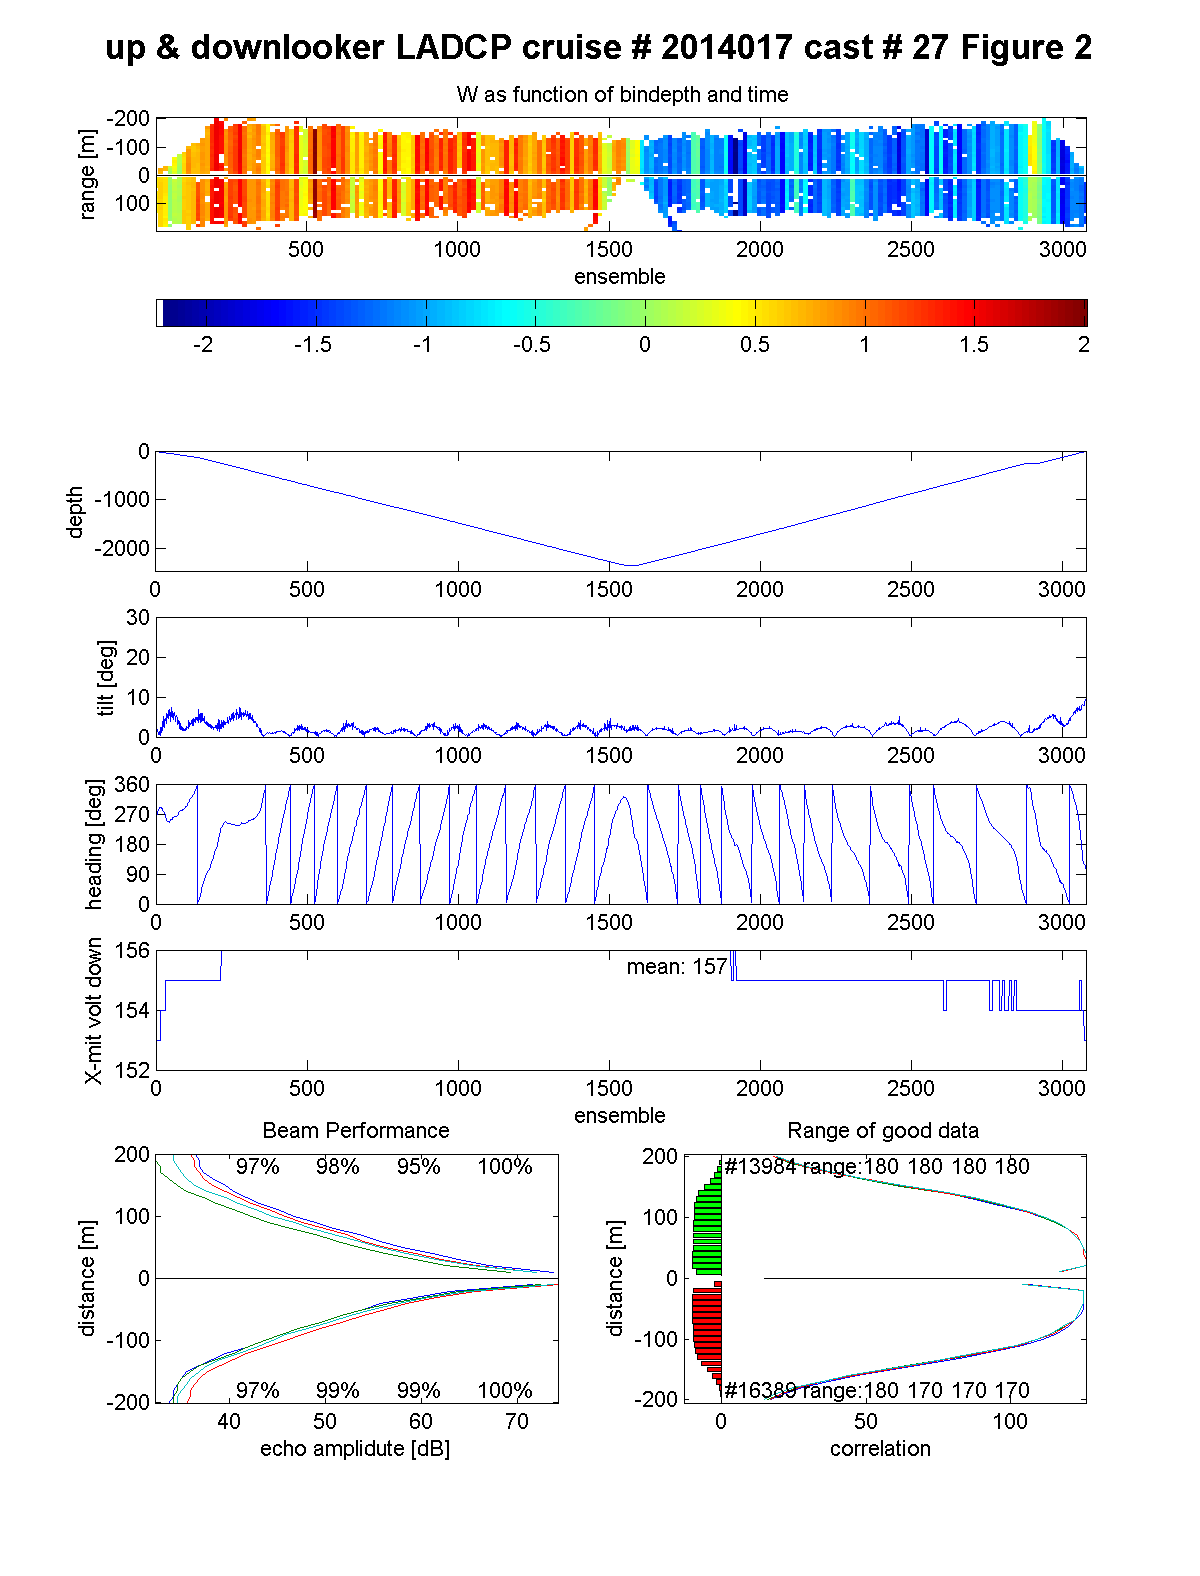 up & downlooker LADCP cruise # 2014017 cast # 27 Figure 2
W as function of bindepth and time
range [m]
-200
-100
0
100
500 1000 1500 2000 2500 3000
ensemble
-2 -1.5 -1 -0.5 0 0.5 1 1.5 2
depth
0
-1000
-2000
0 500 1000 1500 2000 2500 3000
tilt [deg]
30
20
10
0
0 500 1000 1500 2000 2500 3000
heading [deg]
360
270
180
90
0
0 500 1000 1500 2000 2500 3000
X-mit volt down
156
mean: 157
154
152
0 500 1000 1500 2000 2500 3000
ensemble
Beam Performance
distance [m]
200
97% 98% 95% 100%
100
0
-100
97% 99% 99% 100%
-200
40 50 60 70
echo amplidute [dB]
Range of good data
distance [m]
200
#13984 range:180 180 180 180
100
0
-100
#16389 range:180 170 170 170
-200
0 50 100
correlation